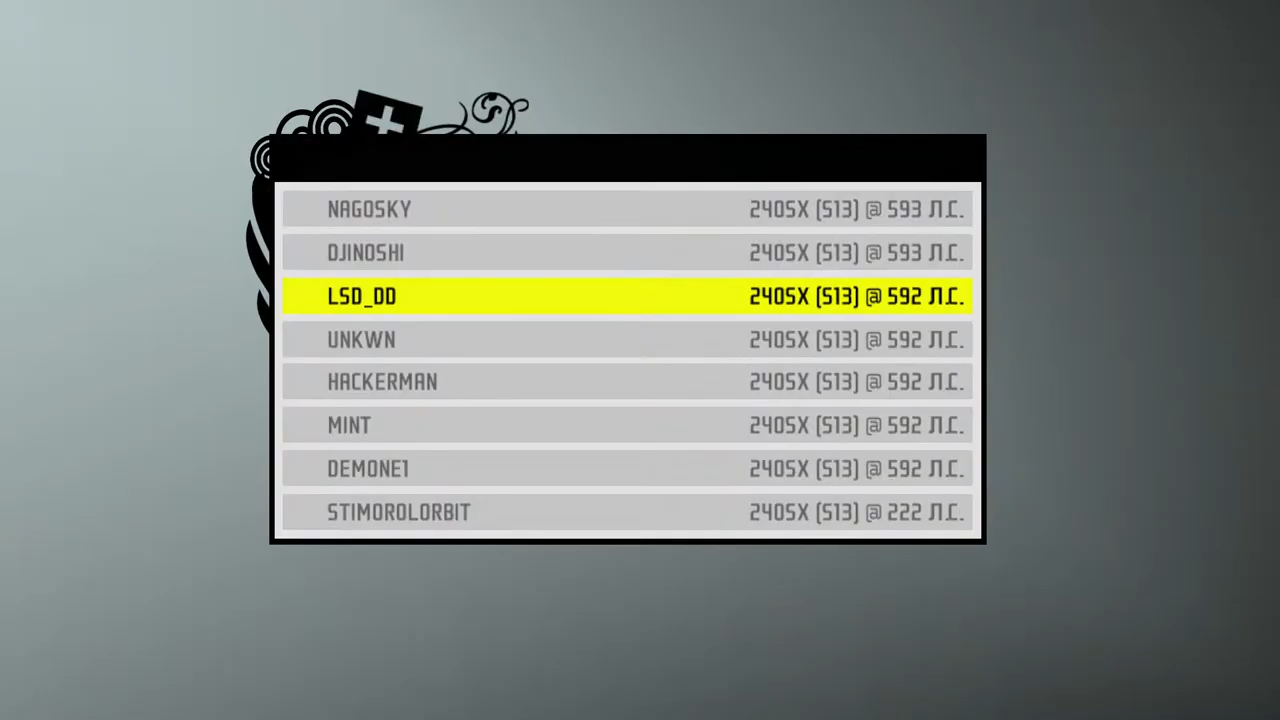 NAGOSKY 240SX (S13) @ 593 Л.С.
DJINOSHI 240SX (S13) @ 593 Л.С.
LSD_DD 240SX (S13) @ 592 Л.С.
UNKWN 240SX (S13) @ 592 Л.С.
HACKERMAN 240SX (S13) @ 592 Л.С.
MINT 240SX (S13) @ 592 Л.С.
DEMONE1 240SX (S13) @ 592 Л.С.
STIMOROLORBIT 240SX (S13) @ 222 Л.С.